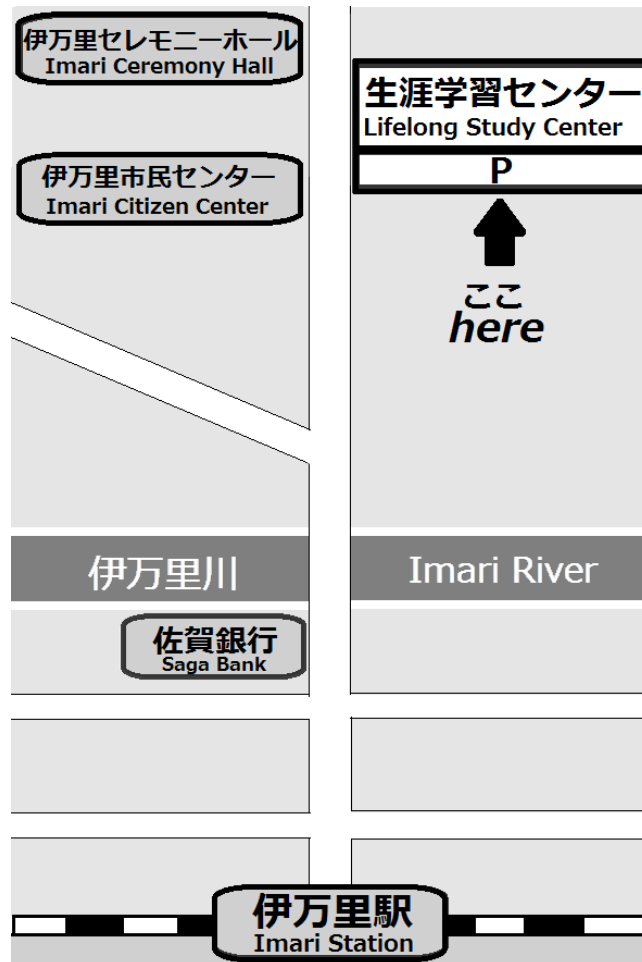 伊万里セレモニーホール
Imari Ceremony Hall
生涯学習センター
Lifelong Study Center
P
伊万里市民センター
Imari Citizen Center
ここ
here
伊万里川
Imari River
佐賀銀行
Saga Bank
伊万里駅
Imari Station